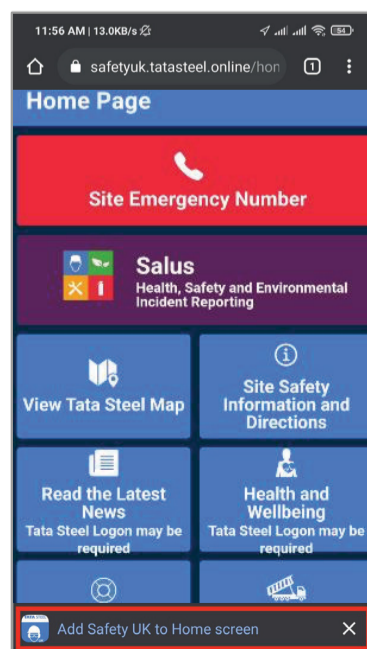 11:56 AM | 13.0KB/s
54
safetyuk.tatasteel.online/hon
1
Home Page
Site Emergency Number
Salus
Health, Safety and Environmental
Incident Reporting
View Tata Steel Map
Site Safety
Information and
Directions
Read the Latest
News
Tata Steel Logon may be
required
Health and
Wellbeing
Tata Steel Logon may be
required
Add Safety UK to Home screen